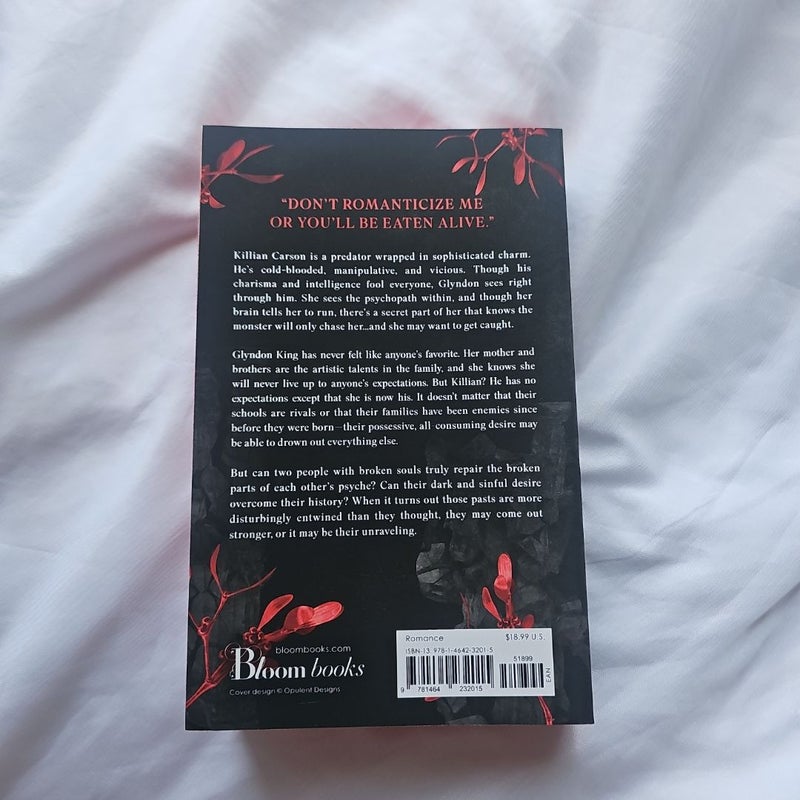 “DON’T ROMANTICIZE ME
OR YOU’LL BE EATEN ALIVE.”
Killian Carson is a predator wrapped in sophisticated charm.
He’s cold-blooded, manipulative, and vicious. Though his
charisma and intelligence fool everyone, Glyndon sees right
through him. She sees the psychopath within, and though her
brain tells her to run, there’s a secret part of her that knows the
monster will only chase her...and she may want to get caught.
Glyndon King has never felt like anyone’s favorite. Her mother and
brothers are the artistic talents in the family, and she knows she
will never live up to anyone’s expectations. But Killian? He has no
expectations except that she is now his. It doesn’t matter that their
schools are rivals or that their families have been enemies since
before they were born—their possessive, all-consuming desire may
be able to drown out everything else.
But can two people with broken souls truly repair the broken
parts of each other’s psyche? Can their dark and sinful desire
overcome their history? When it turns out those pasts are more
disturbingly entwined than they thought, they may come out
stronger, or it may be their unraveling.
bloombooks.com
Bloom books
Cover design © Opulent Designs
Romance $18.99 U.S.
ISBN-13: 978-1-4642-3201-5
51899
EAN
9 781464 232015